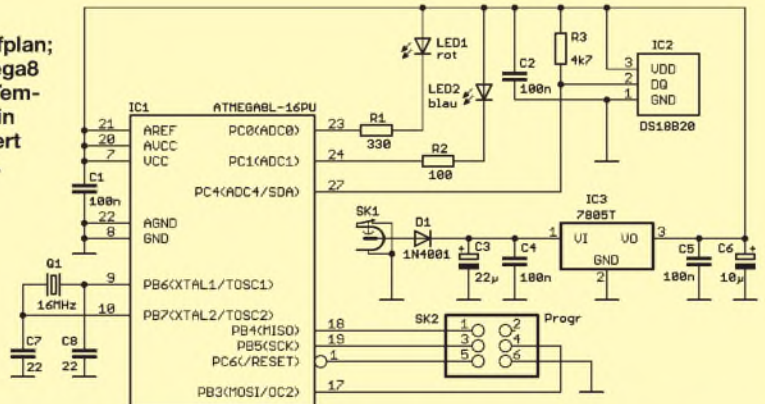 fplan;
ega8
Tem-
in
ert
IC1
ATMEGA8L-16PU
21
AREF
20
AVCC
7
VCC
C1
100n
22
AGND
8
GND
Q1
16MHz
9
PB6(XTAL1/TOSC1)
10
PB7(XTAL2/TOSC2)
C7
22
C8
22
PC0(ADC0)
23
R1
330
PC1(ADC1)
24
R2
100
PC4(ADC4/SDA)
27
LED1
rot
LED2
blau
C2
100n
R3
4k7
IC2
3
VDD
2
DQ
1
GND
DS18B20
SK1
D1
1N4001
C3
22µ
C4
100n
IC3
7805T
1
VI
VO
3
GND
2
C5
100n
C6
10µ
PB4(MISO)
18
PB5(SCK)
19
PC6(/RESET)
1
PB3(MOSI/OC2)
17
SK2
Progr
1
2
3
4
5
6